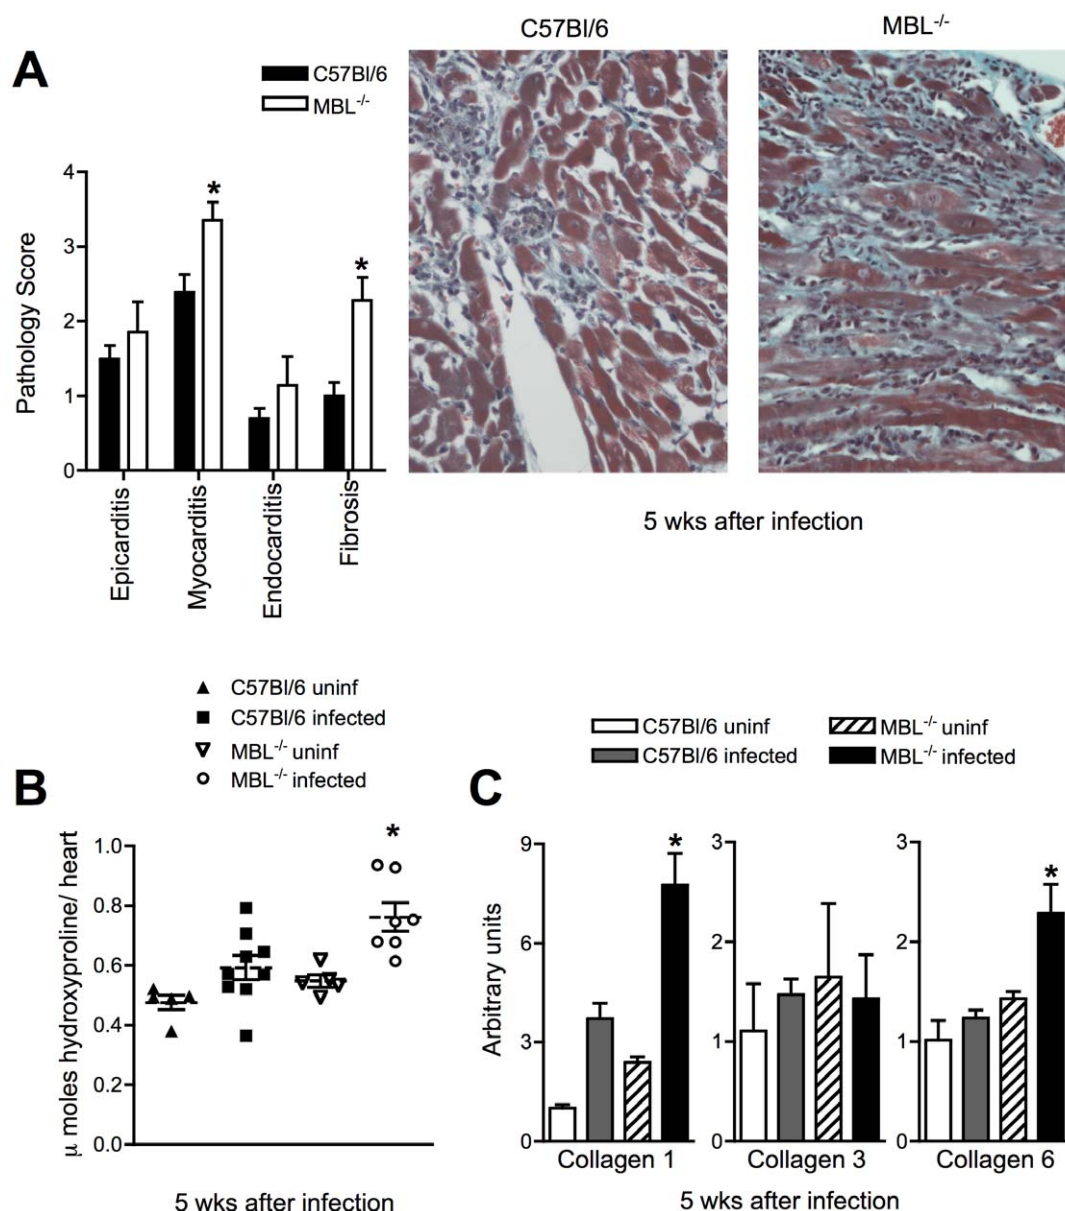 A
C57Bl/6
MBL-/-
C57Bl/6
MBL-/-
Pathology Score
4
3
2
1
0
*
*
Epicarditis
Myocarditis
Endocarditis
Fibrosis
5 wks after infection
B
C57Bl/6 uninf
C57Bl/6 infected
MBL-/- uninf
MBL-/- infected
μ moles hydroxyproline/ heart
1.0
0.8
0.6
0.4
0.2
0.0
*
5 wks after infection
C
C57Bl/6 uninf
C57Bl/6 infected
MBL-/- uninf
MBL-/- infected
Arbitrary units
9
6
3
0
*
Collagen 1
3
2
1
0
Collagen 3
3
2
1
0
*
Collagen 6
5 wks after infection